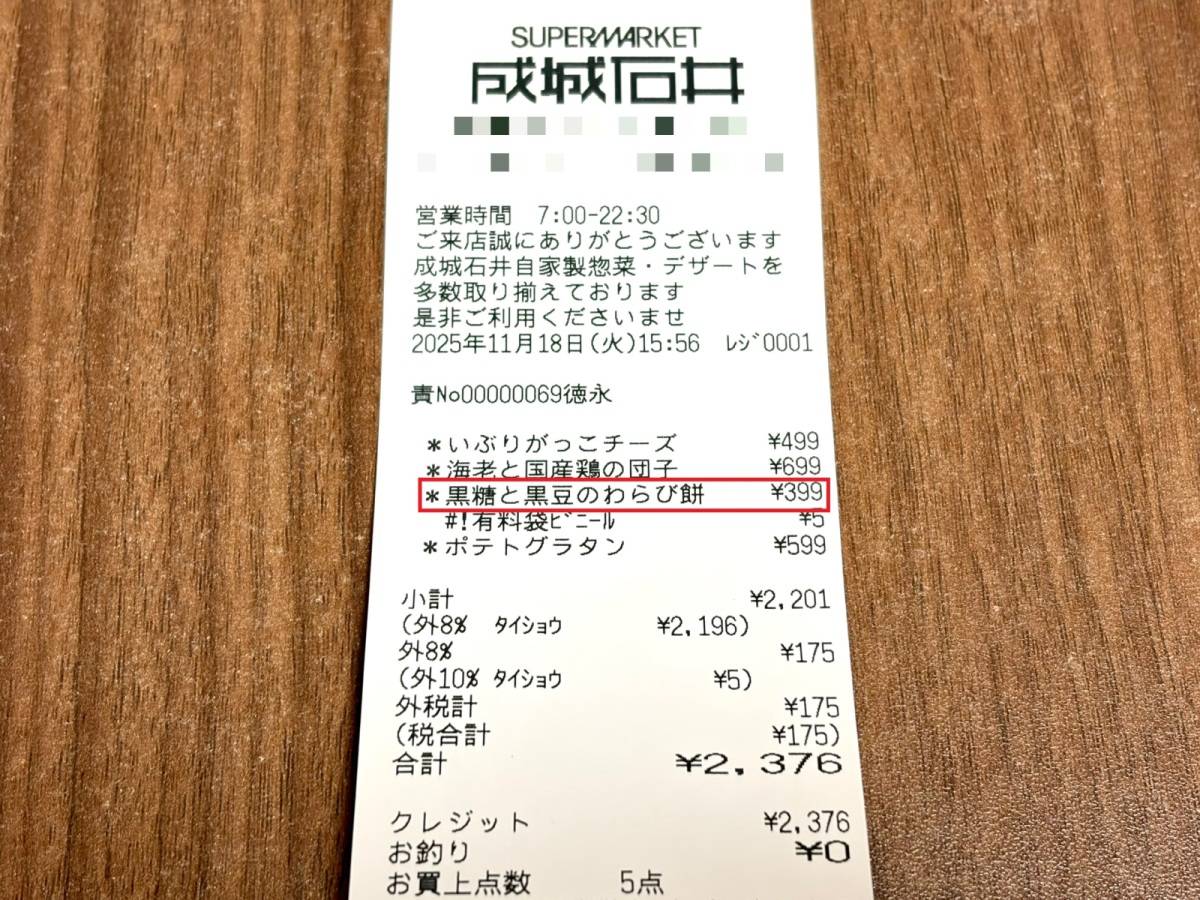 SUPERMARKET
成城石井
営業時間 7:00-22:30
ご来店誠にありがとうございます
成城石井自家製惣菜・デザートを
多数取り揃えております
是非ご利用くださいませ
2025年11月18日(火)15:56 ﾚｼﾞ0001
責No00000069徳永
*いぶりがっこチーズ ¥499
*海老と国産鶏の団子 ¥699
*黒糖と黒豆のわらび餅 ¥399
#!有料袋ﾋﾞﾆｰﾙ ¥5
*ポテトグラタン ¥599
小計 ¥2,201
(外8% ﾀｲｼｮｳ ¥2,196)
外8% ¥175
(外10% ﾀｲｼｮｳ ¥5)
外税計 ¥175
(税合計 ¥175)
合計 ¥2,376
クレジット ¥2,376
お釣り ¥0
お買上点数 5点